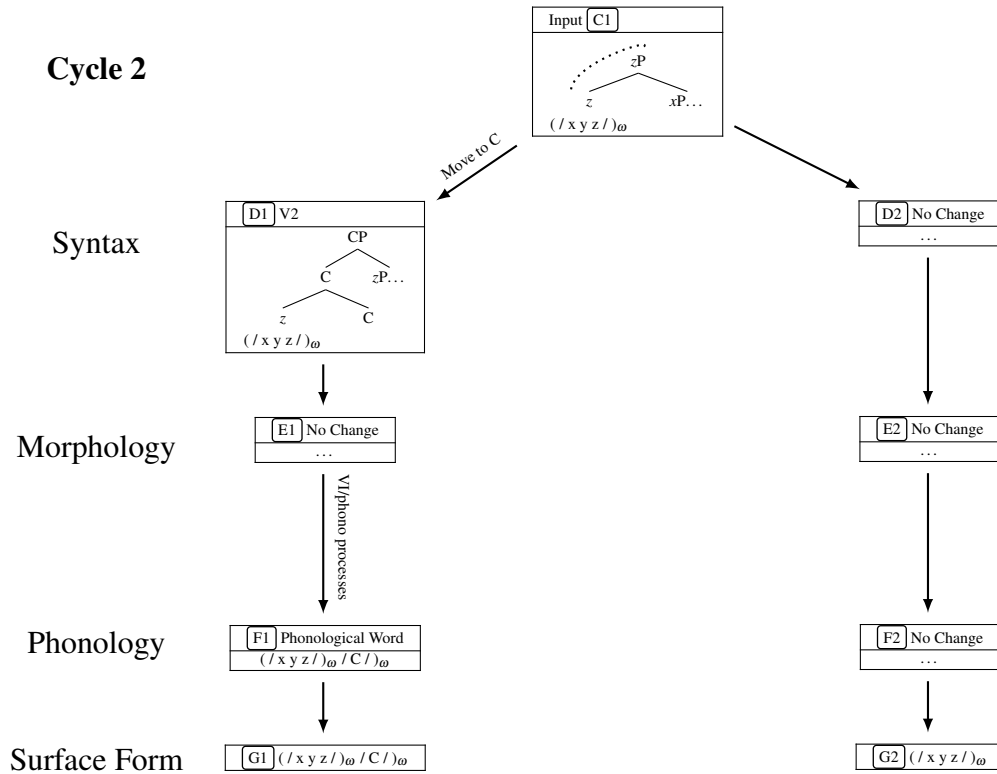 Input C1
Cycle 2
zP
z xP...
( / x y z / )ω
Move to C
D1 V2
D2 No Change
Syntax
...
CP
C zP...
z C
( / x y z / )ω
E1 No Change
E2 No Change
Morphology
...
...
VI/phono processes
F1 Phonological Word
F2 No Change
Phonology
( / x y z / )ω / C / )ω
...
Surface Form
G1 ( / x y z / )ω / C / )ω
G2 ( / x y z / )ω